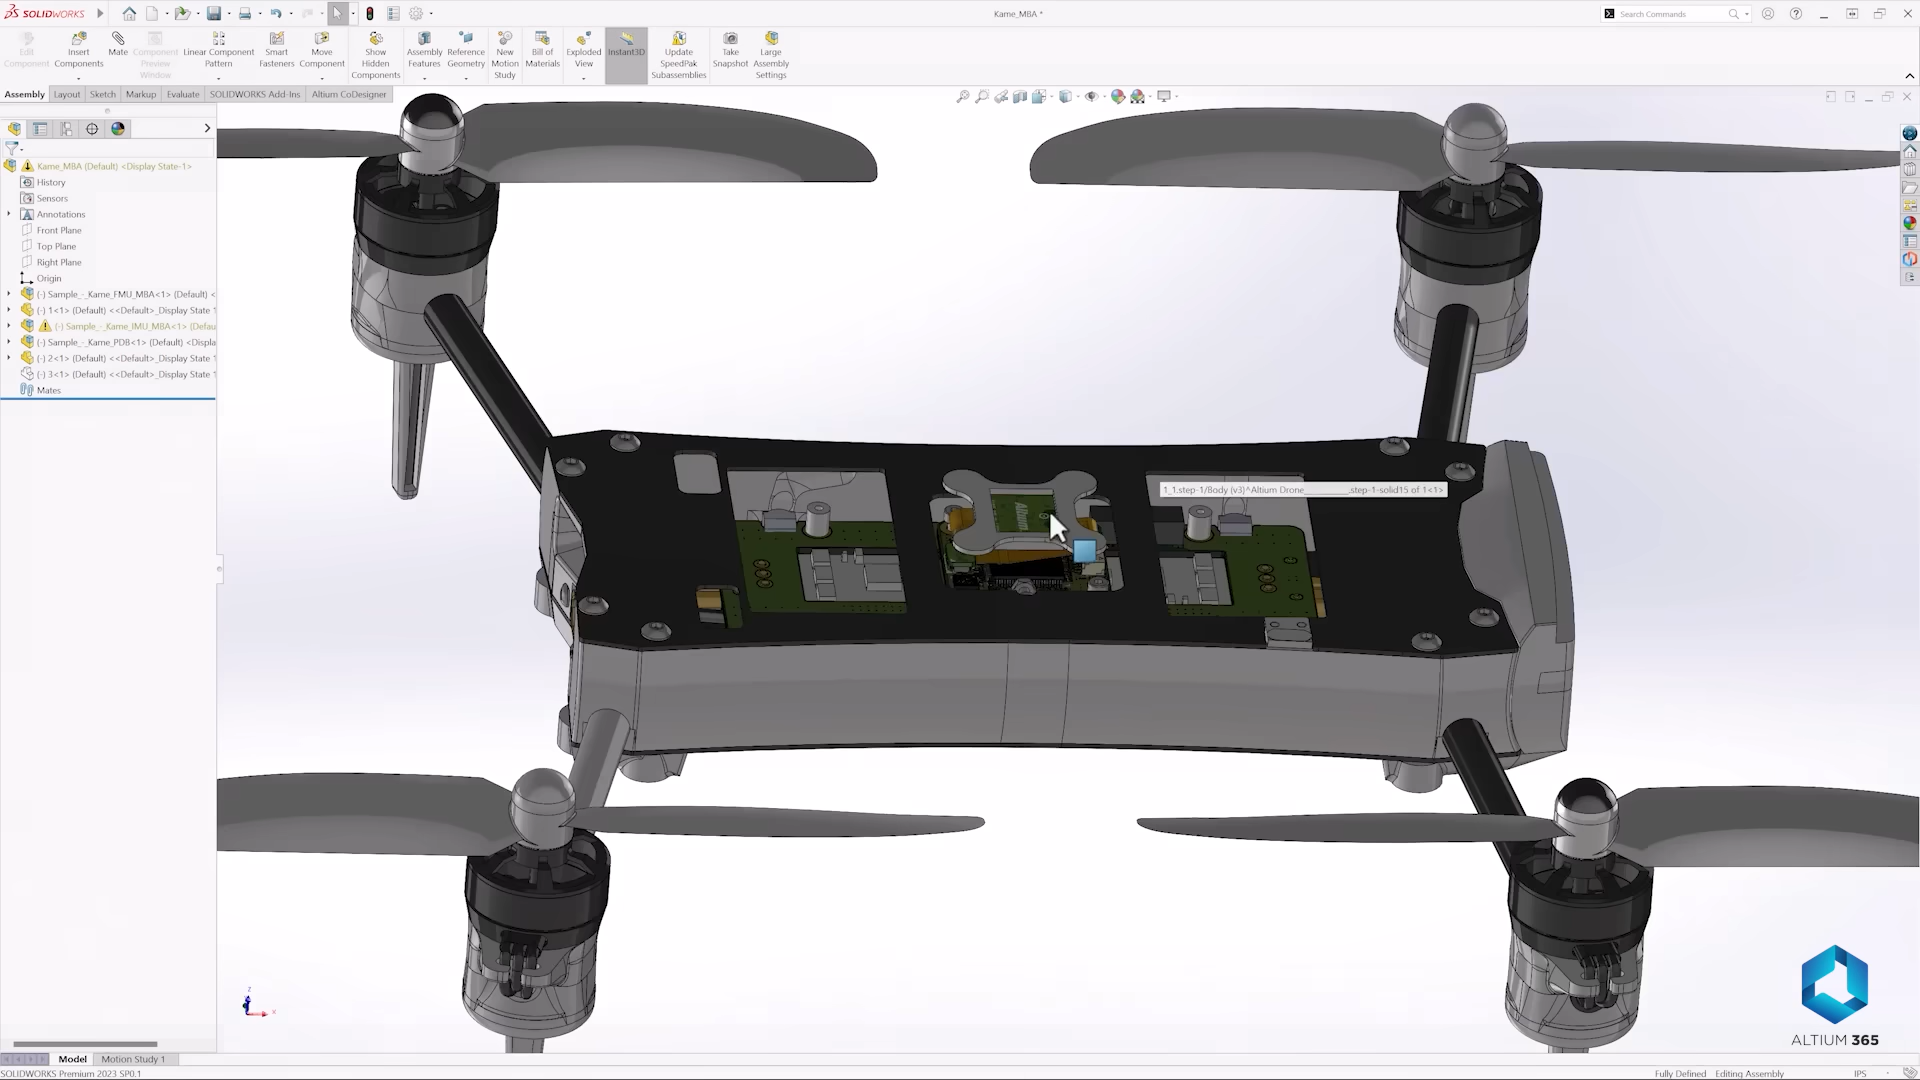 SOLIDWORKS
Kame_MBA *
Search Commands
Edit Component
Insert Components
Mate
Component Preview Window
Linear Component Pattern
Smart Fasteners
Move Component
Show Hidden Components
Assembly Features
Reference Geometry
New Motion Study
Bill of Materials
Exploded View
Instant3D
Update SpeedPak Subassemblies
Take Snapshot
Large Assembly Settings
Assembly
Layout
Sketch
Markup
Evaluate
SOLIDWORKS Add-Ins
Altium CoDesigner
Kame_MBA (Default) <Display State-1>
History
Sensors
Annotations
Front Plane
Top Plane
Right Plane
Origin
(-) Sample_-_Kame_FMU_MBA<1> (Default) <
(-) 1<1> (Default) <<Default>_Display State 1
(-) Sample_-_Kame_IMU_MBA<1> (Defau
(-) Sample_-_Kame_PDB<1> (Default) <Displa
(-) 2<1> (Default) <<Default>_Display State 1
(-) 3<1> (Default) <<Default>_Display State 1
Mates
1_1.step-1/Body (v3)^Altium Drone__________.step-1-solid15 of 1<1>
Altium
z
x
ALTIUM 365
Model
Motion Study 1
SOLIDWORKS Premium 2023 SP0.1
Fully Defined
Editing Assembly
IPS